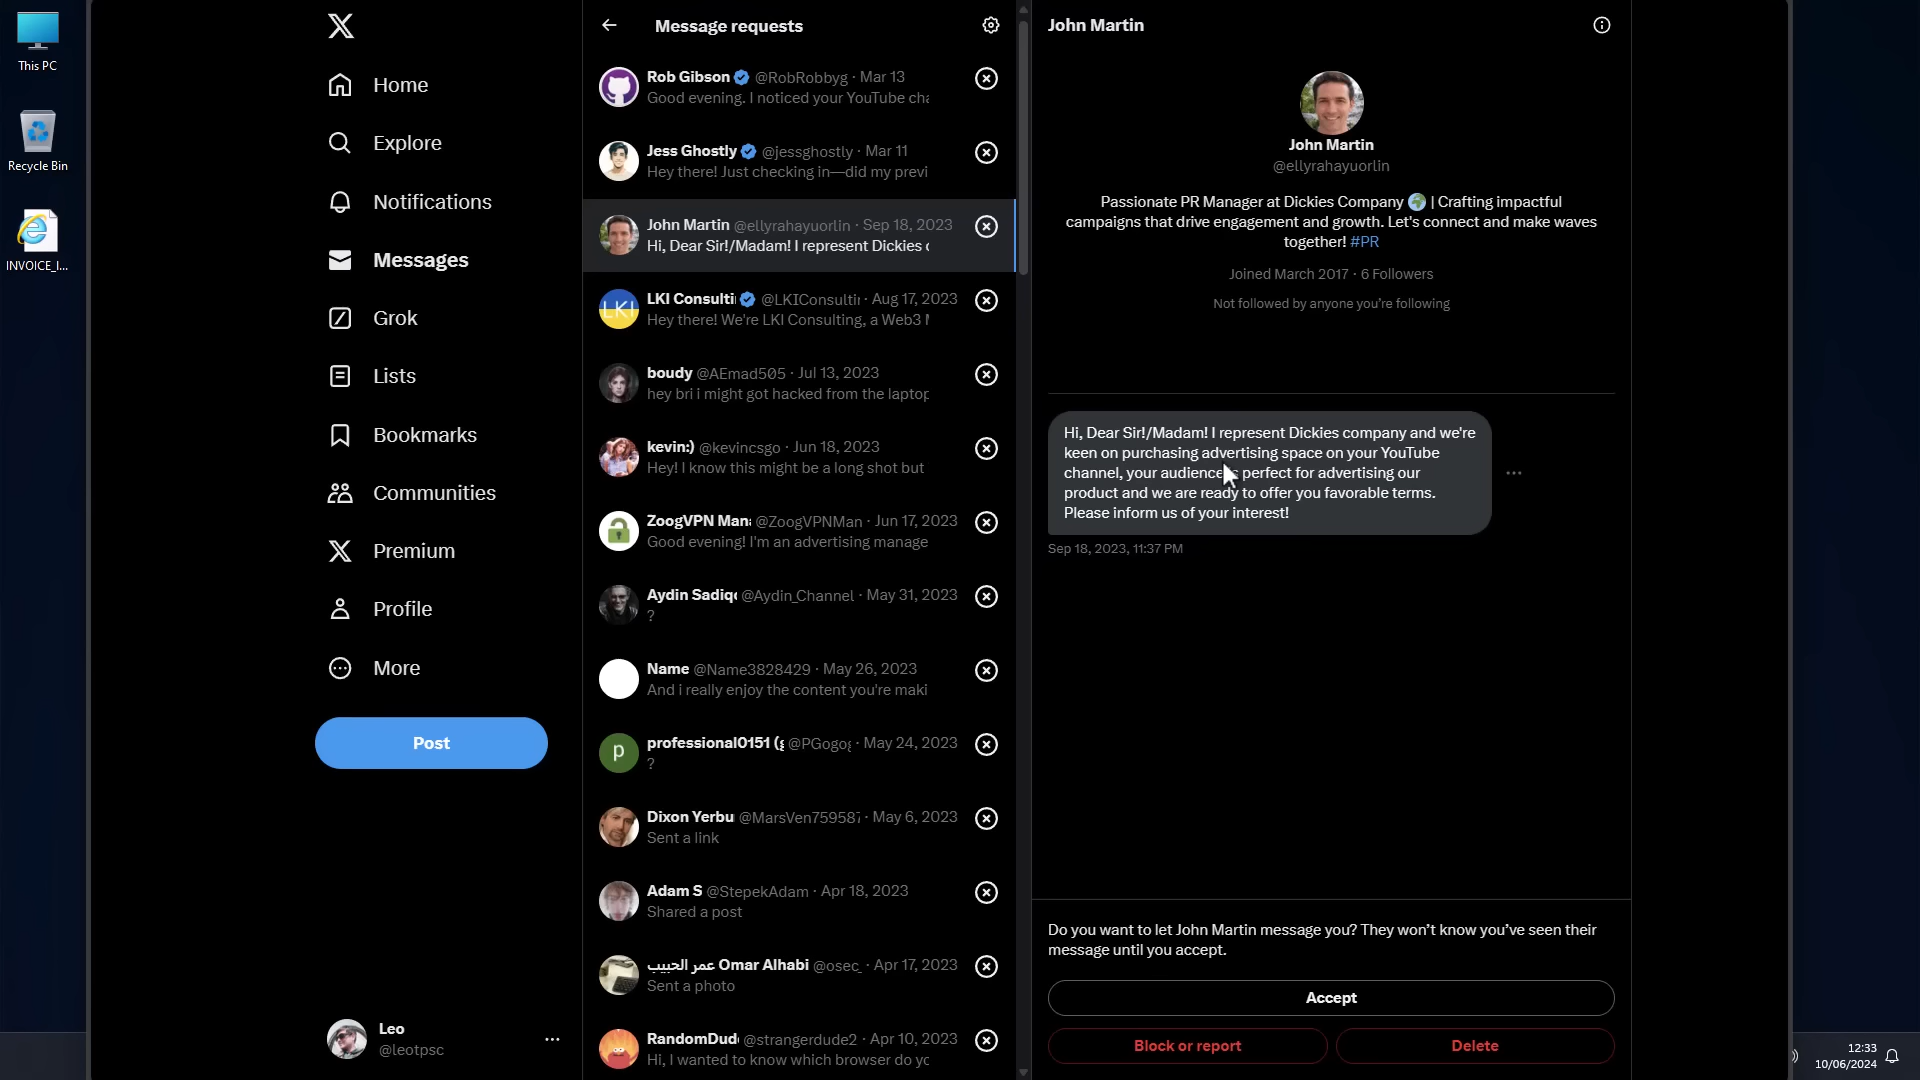 This PC
Recycle Bin
INVOICE_I...
Home
Explore
Notifications
Messages
Grok
Lists
Bookmarks
Communities
Premium
Profile
More
Post
Leo
@leotpsc
Message requests
Rob Gibson @RobRobbyg · Mar 13
Good evening. I noticed your YouTube cha
Jess Ghostly @jessghostly · Mar 11
Hey there! Just checking in—did my previ
John Martin @ellyrahayuorlin · Sep 18, 2023
Hi, Dear Sir!/Madam! I represent Dickies c
LKI
LKI Consulti @LKIConsultin · Aug 17, 2023
Hey there! We're LKI Consulting, a Web3 M
boudy @AEmad505 · Jul 13, 2023
hey bri i might got hacked from the laptop
kevin:) @kevincsgo · Jun 18, 2023
Hey! I know this might be a long shot but
ZoogVPN Mana @ZoogVPNMan · Jun 17, 2023
Good evening! I'm an advertising manage
Aydin Sadiqo @Aydin_Channel · May 31, 2023
?
Name @Name3828429 · May 26, 2023
And i really enjoy the content you're maki
p
professional0151 (g @PGogog · May 24, 2023
?
Dixon Yerbu @MarsVen759587 · May 6, 2023
Sent a link
Adam S @StepekAdam · Apr 18, 2023
Shared a post
عمر الحبيب Omar Alhabi @osec_ · Apr 17, 2023
Sent a photo
RandomDude @strangerdude2 · Apr 10, 2023
Hi, I wanted to know which browser do yo
John Martin
John Martin
@ellyrahayuorlin
Passionate PR Manager at Dickies Company | Crafting impactful
campaigns that drive engagement and growth. Let's connect and make waves
together! #PR
Joined March 2017 · 6 Followers
Not followed by anyone you're following
Hi, Dear Sir!/Madam! I represent Dickies company and we're
keen on purchasing advertising space on your YouTube
channel, your audience perfect for advertising our
product and we are ready to offer you favorable terms.
Please inform us of your interest!
Sep 18, 2023, 11:37 PM
Do you want to let John Martin message you? They won't know you've seen their
message until you accept.
Accept
Block or report
Delete
12:33
10/06/2024